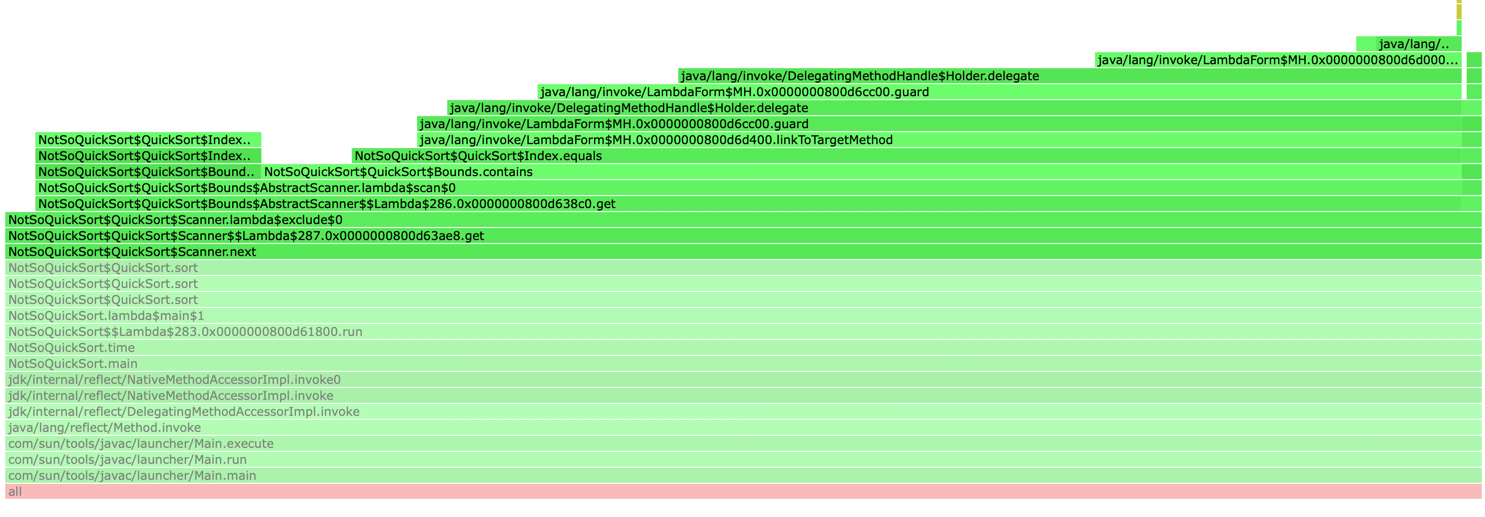 java/lang/..
java/lang/invoke/LambdaForm$MH.0x0000000800d6d000...
java/lang/invoke/DelegatingMethodHandle$Holder.delegate
java/lang/invoke/LambdaForm$MH.0x0000000800d6cc00.guard
java/lang/invoke/DelegatingMethodHandle$Holder.delegate
java/lang/invoke/LambdaForm$MH.0x0000000800d6cc00.guard
NotSoQuickSort$QuickSort$Index.. java/lang/invoke/LambdaForm$MH.0x0000000800d6d400.linkToTargetMethod
NotSoQuickSort$QuickSort$Index.. NotSoQuickSort$QuickSort$Index.equals
NotSoQuickSort$QuickSort$Bound.. NotSoQuickSort$QuickSort$Bounds.contains
NotSoQuickSort$QuickSort$Bounds$AbstractScanner.lambda$scan$0
NotSoQuickSort$QuickSort$Bounds$AbstractScanner$$Lambda$286.0x0000000800d638c0.get
NotSoQuickSort$QuickSort$Scanner.lambda$exclude$0
NotSoQuickSort$QuickSort$Scanner$$Lambda$287.0x0000000800d63ae8.get
NotSoQuickSort$QuickSort$Scanner.next
NotSoQuickSort$QuickSort.sort
NotSoQuickSort$QuickSort.sort
NotSoQuickSort$QuickSort.sort
NotSoQuickSort.lambda$main$1
NotSoQuickSort$$Lambda$283.0x0000000800d61800.run
NotSoQuickSort.time
NotSoQuickSort.main
jdk/internal/reflect/NativeMethodAccessorImpl.invoke0
jdk/internal/reflect/NativeMethodAccessorImpl.invoke
jdk/internal/reflect/DelegatingMethodAccessorImpl.invoke
java/lang/reflect/Method.invoke
com/sun/tools/javac/launcher/Main.execute
com/sun/tools/javac/launcher/Main.run
com/sun/tools/javac/launcher/Main.main
all